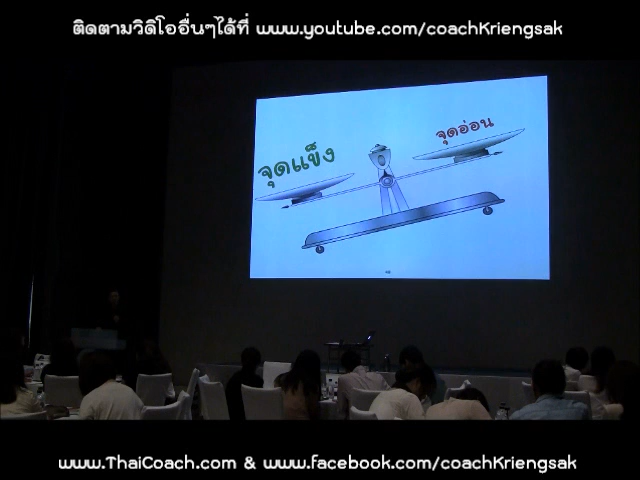 ติดตามวิดิโออื่นๆได้ที่ www.youtube.com/coachKriengsak
จุดแข็ง
จุดอ่อน
www.ThaiCoach.com & www.facebook.com/coachKriengsak